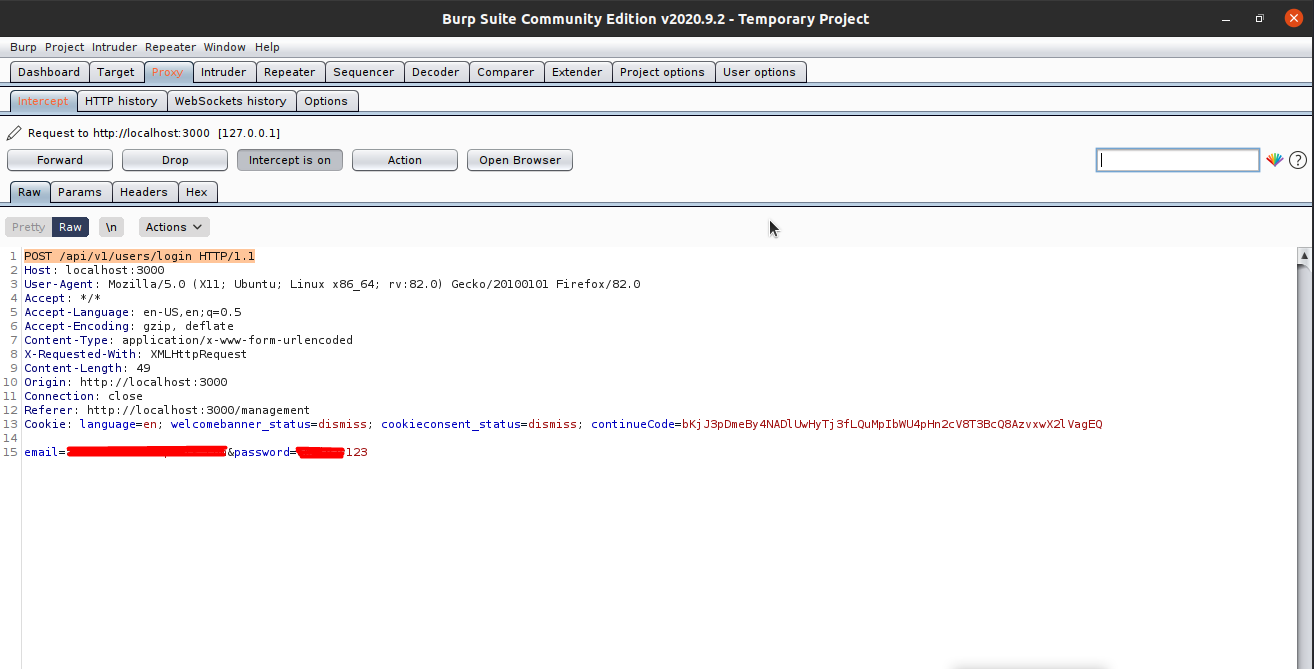 Burp Suite Community Edition v2020.9.2 - Temporary Project
Burp Project Intruder Repeater Window Help
Dashboard Target Proxy Intruder Repeater Sequencer Decoder Comparer Extender Project options User options
Intercept HTTP history WebSockets history Options
Request to http://localhost:3000 [127.0.0.1]
Forward Drop Intercept is on Action Open Browser ?
Raw Params Headers Hex
Pretty Raw \n Actions
1 POST /api/v1/users/login HTTP/1.1
2 Host: localhost:3000
3 User-Agent: Mozilla/5.0 (X11; Ubuntu; Linux x86_64; rv:82.0) Gecko/20100101 Firefox/82.0
4 Accept: */*
5 Accept-Language: en-US,en;q=0.5
6 Accept-Encoding: gzip, deflate
7 Content-Type: application/x-www-form-urlencoded
8 X-Requested-With: XMLHttpRequest
9 Content-Length: 49
10 Origin: http://localhost:3000
11 Connection: close
12 Referer: http://localhost:3000/management
13 Cookie: language=en; welcomebanner_status=dismiss; cookieconsent_status=dismiss; continueCode=bKjJ3pDmeBy4NADlUwHyTj3fLQuMpIbWU4pHn2cV8T3BcQ8AzvxwX2lVagEQ
14
15 email= &password= 123